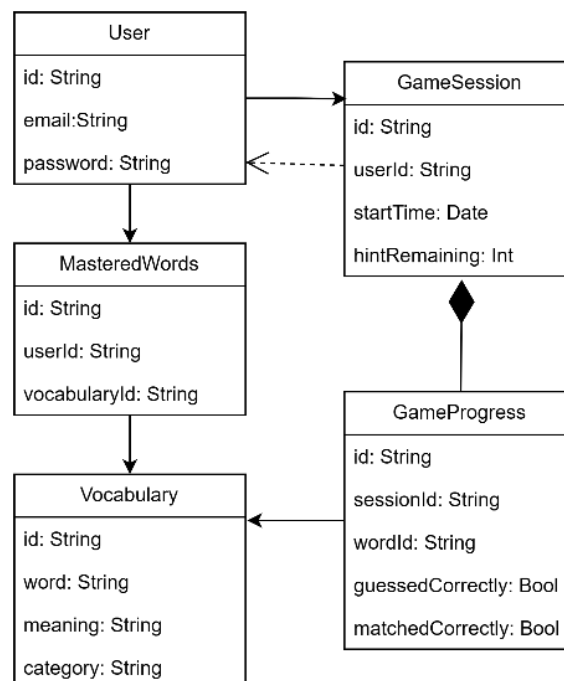 User
id: String
email:String
password: String
GameSession
id: String
userId: String
startTime: Date
hintRemaining: Int
MasteredWords
id: String
userId: String
vocabularyId: String
GameProgress
id: String
sessionId: String
wordId: String
guessedCorrectly: Bool
matchedCorrectly: Bool
Vocabulary
id: String
word: String
meaning: String
category: String